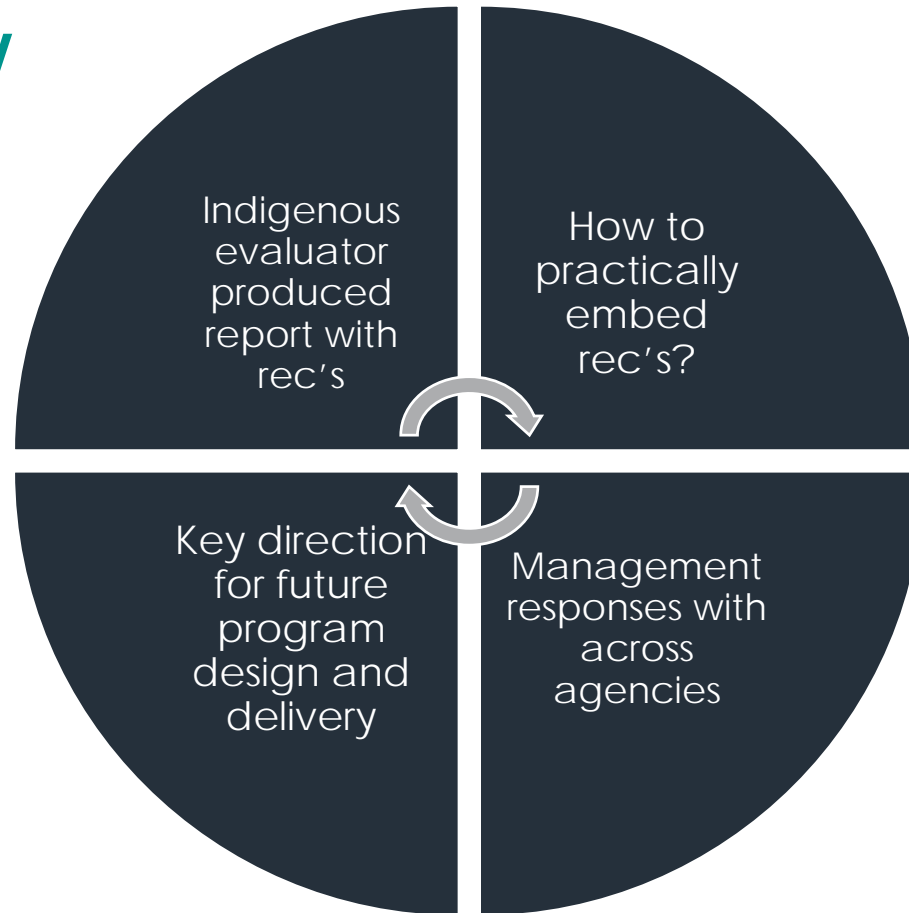 Indigenous
evaluator
produced
report with
rec's
How to
practically
embed
rec's?
Key direction
for future
program
design and
delivery
Management
responses with
across
agencies